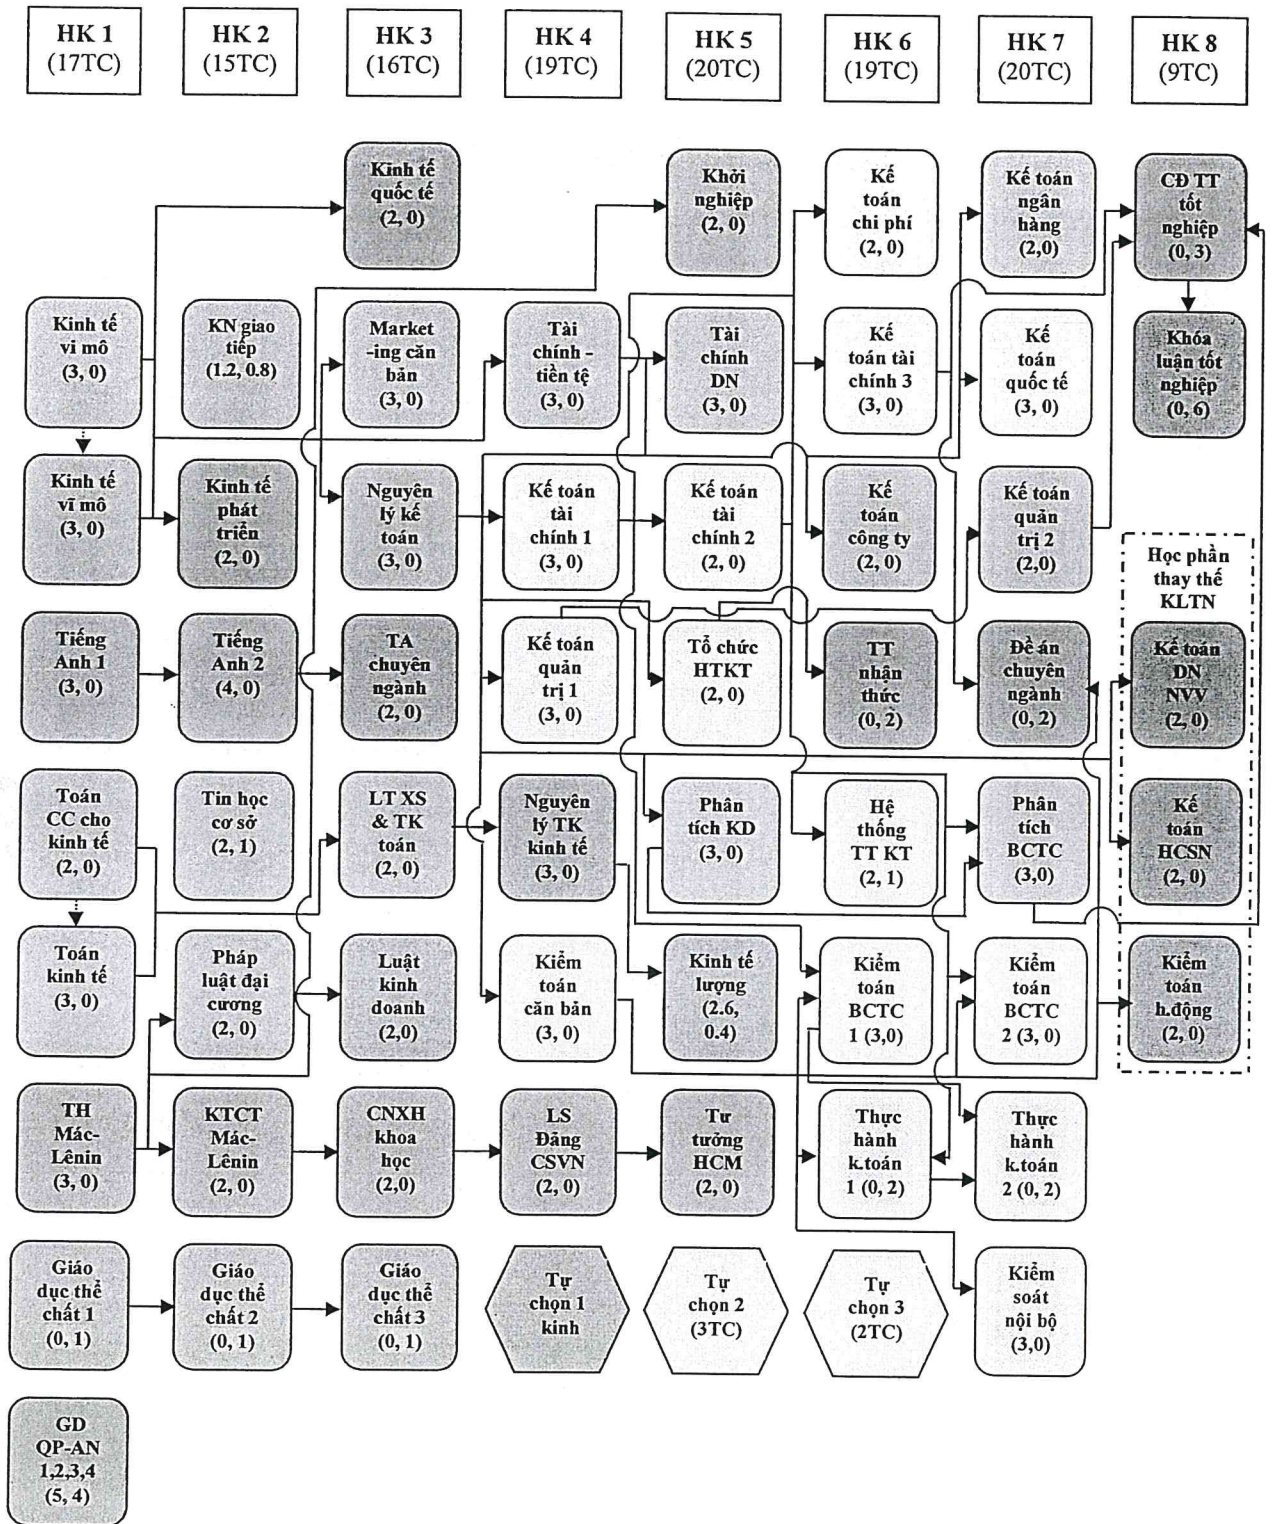 HK 1
(17TC)
HK 2
(15TC)
HK 3
(16TC)
HK 4
(19TC)
HK 5
(20TC)
HK 6
(19TC)
HK 7
(20TC)
HK 8
(9TC)
Kinh tế
quốc tế
(2, 0)
Khởi
nghiệp
(2, 0)
Kế
toán
chi phí
(2, 0)
Kế toán
ngân
hàng
(2,0)
CĐ TT
tốt
nghiệp
(0, 3)
Kinh tế
vi mô
(3, 0)
KN giao
tiếp
(1.2, 0.8)
Market
-ing căn
bản
(3, 0)
Tài
chính -
tiền tệ
(3, 0)
Tài
chính
DN
(3, 0)
Kế
toán tài
chính 3
(3, 0)
Kế
toán
quốc tế
(3, 0)
Khóa
luận tốt
nghiệp
(0, 6)
Kinh tế
vĩ mô
(3, 0)
Kinh tế
phát
triển
(2, 0)
Nguyên
lý kế
toán
(3, 0)
Kế toán
tài
chính 1
(3, 0)
Kế toán
tài
chính 2
(2, 0)
Kế
toán
công ty
(2, 0)
Kế toán
quản
trị 2
(2,0)
Học phần
thay thế
KLTN
Tiếng
Anh 1
(3, 0)
Tiếng
Anh 2
(4, 0)
TA
chuyên
ngành
(2, 0)
Kế toán
quản
trị 1
(3, 0)
Tổ chức
HTKT
(2, 0)
TT
nhận
thức
(0, 2)
Đề án
chuyên
ngành
(0, 2)
Kế toán
DN
NVV
(2, 0)
Toán
CC cho
kinh tế
(2, 0)
Tin học
cơ sở
(2, 1)
LT XS
& TK
toán
(2, 0)
Nguyên
lý TK
kinh tế
(3, 0)
Phân
tích KD
(3, 0)
Hệ
thống
TT KT
(2, 1)
Phân
tích
BCTC
(3,0)
Kế
toán
HCSN
(2, 0)
Toán
kinh tế
(3, 0)
Pháp
luật đại
cương
(2, 0)
Luật
kinh
doanh
(2,0)
Kiểm
toán
căn bản
(3, 0)
Kinh tế
lượng
(2.6,
0.4)
Kiểm
toán
BCTC
1 (3,0)
Kiểm
toán
BCTC
2 (3, 0)
Kiểm
toán
h.động
(2, 0)
TH
Mác-
Lênin
(3, 0)
KTCT
Mác-
Lênin
(2, 0)
CNXH
khoa
học
(2,0)
LS
Đảng
CSVN
(2, 0)
Tư
tưởng
HCM
(2, 0)
Thực
hành
k.toán
1 (0, 2)
Thực
hành
k.toán
2 (0, 2)
Giáo
dục thể
chất 1
(0, 1)
Giáo
dục thể
chất 2
(0, 1)
Giáo
dục thể
chất 3
(0, 1)
Tự
chọn 1
kinh
Tự
chọn 2
(3TC)
Tự
chọn 3
(2TC)
Kiểm
soát
nội bộ
(3,0)
GD
QP-AN
1,2,3,4
(5, 4)